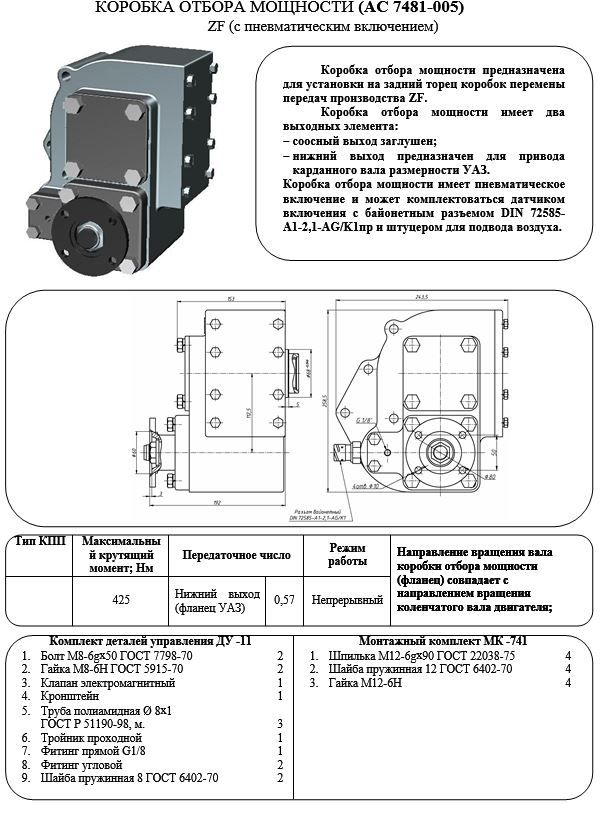 КОРОБКА ОТБОРА МОЩНОСТИ (АС 7481-005)
ZF (с пневматическим включением)
Коробка отбора мощности предназначена
для установки на задний торец коробок перемены
передач производства ZF.
Коробка отбора мощности имеет два
выходных элемента:
– соосный выход заглушен;
– нижний выход предназначен для привода
карданного вала размерности УАЗ.
Коробка отбора мощности имеет пневматическое
включение и может комплектоваться датчиком
включения с байонетным разъемом DIN 72585-
A1-2,1-AG/K1пр и штуцером для подвода воздуха.
153
243,5
258,5
112,5
5
G 1/8"
Ф60
50
3
192
4отв. Ф10
Ф80
Разъем байонетный
DIN 72585-A1-2,1-AG/K1
Тип КПП
Максимальны
й крутящий
момент; Нм
Передаточное число
Режим
работы
Направление вращения вала
коробки отбора мощности
(фланец) совпадает с
направлением вращения
коленчатого вала двигателя;
425
Нижний выход
(фланец УАЗ)
0,57
Непрерывный
Комплект деталей управления ДУ -11
1. Болт М8-6gх50 ГОСТ 7798-70 2
2. Гайка М8-6Н ГОСТ 5915-70 2
3. Клапан электромагнитный 1
4. Кронштейн 1
5. Труба полиамидная Ø 8х1
ГОСТ Р 51190-98, м. 3
6. Тройник проходной 1
7. Фитинг прямой G1/8 1
8. Фитинг угловой 2
9. Шайба пружинная 8 ГОСТ 6402-70 2
Монтажный комплект МК -741
1. Шпилька М12-6gх90 ГОСТ 22038-75 4
2. Шайба пружинная 12 ГОСТ 6402-70 4
3. Гайка М12-6Н 4